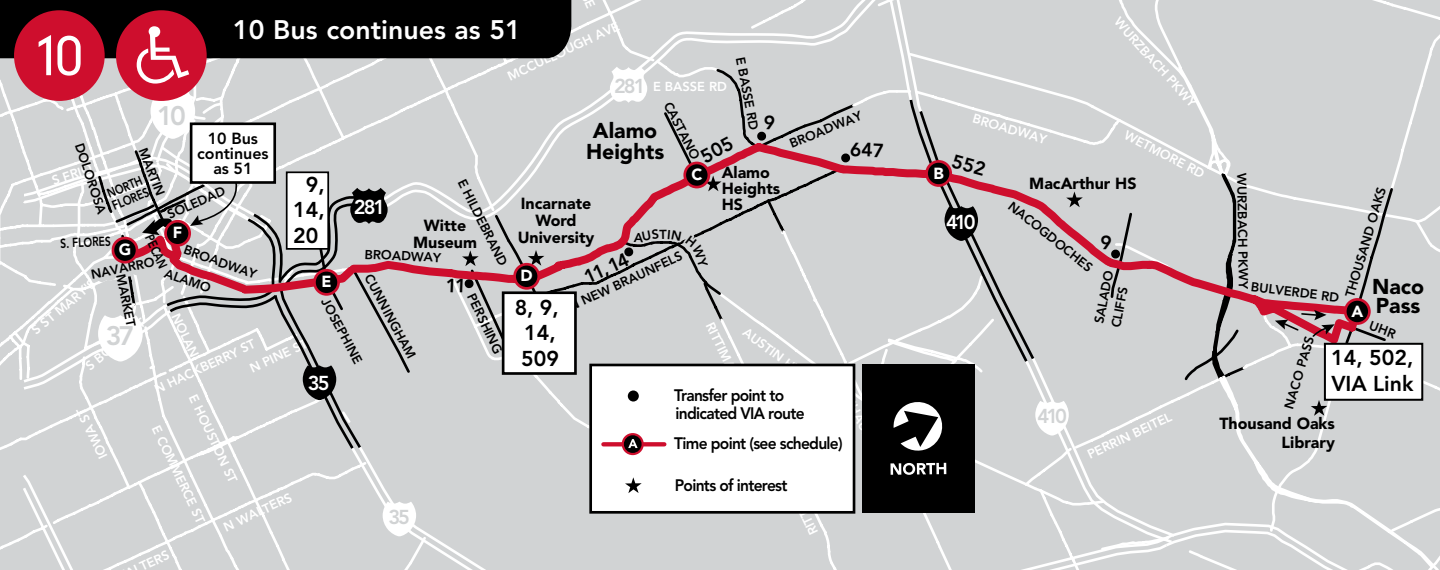 10
10 Bus continues as 51
10
10 Bus
continues
as 51
MCCULLOUGH AVE
281
E BASSE RD
E BASSE RD
WURZBACH PKWY
BROADWAY
WETMORE RD
DOLOROSA
MARTIN
NORTH
FLORES
SOLEDAD
S. FLORES
G
F
NAVARRO
PECAN
BROADWAY
ALAMO
MARKET
37
NOLAN
N HACKBERRY ST
N PINE S
IOWA ST
E COMMERCE ST
E HOUSTON ST
N WALTERS
9,
14,
20
281
E
JOSEPHINE
CUNNINGHAM
35
35
BROADWAY
Witte
Museum
11
PERSHING
E HILDEBRAND
Incarnate
Word
University
D
8, 9,
14,
509
11,14
AUSTIN HWY
NEW BRAUNFELS
Alamo
Heights
CASTANO
C
505
Alamo
Heights
HS
9
BROADWAY
647
B
552
410
MacArthur HS
NACOGDOCHES
9
SALADO
CLIFFS
WURZBACH PKWY
BULVERDE RD
THOUSAND OAKS
Naco
Pass
A
UHR
NACO PASS
14, 502,
VIA Link
Thousand Oaks
Library
RITTIM
410
PERRIN BEITEL
Transfer point to
indicated VIA route
A
Time point (see schedule)
Points of interest
NORTH